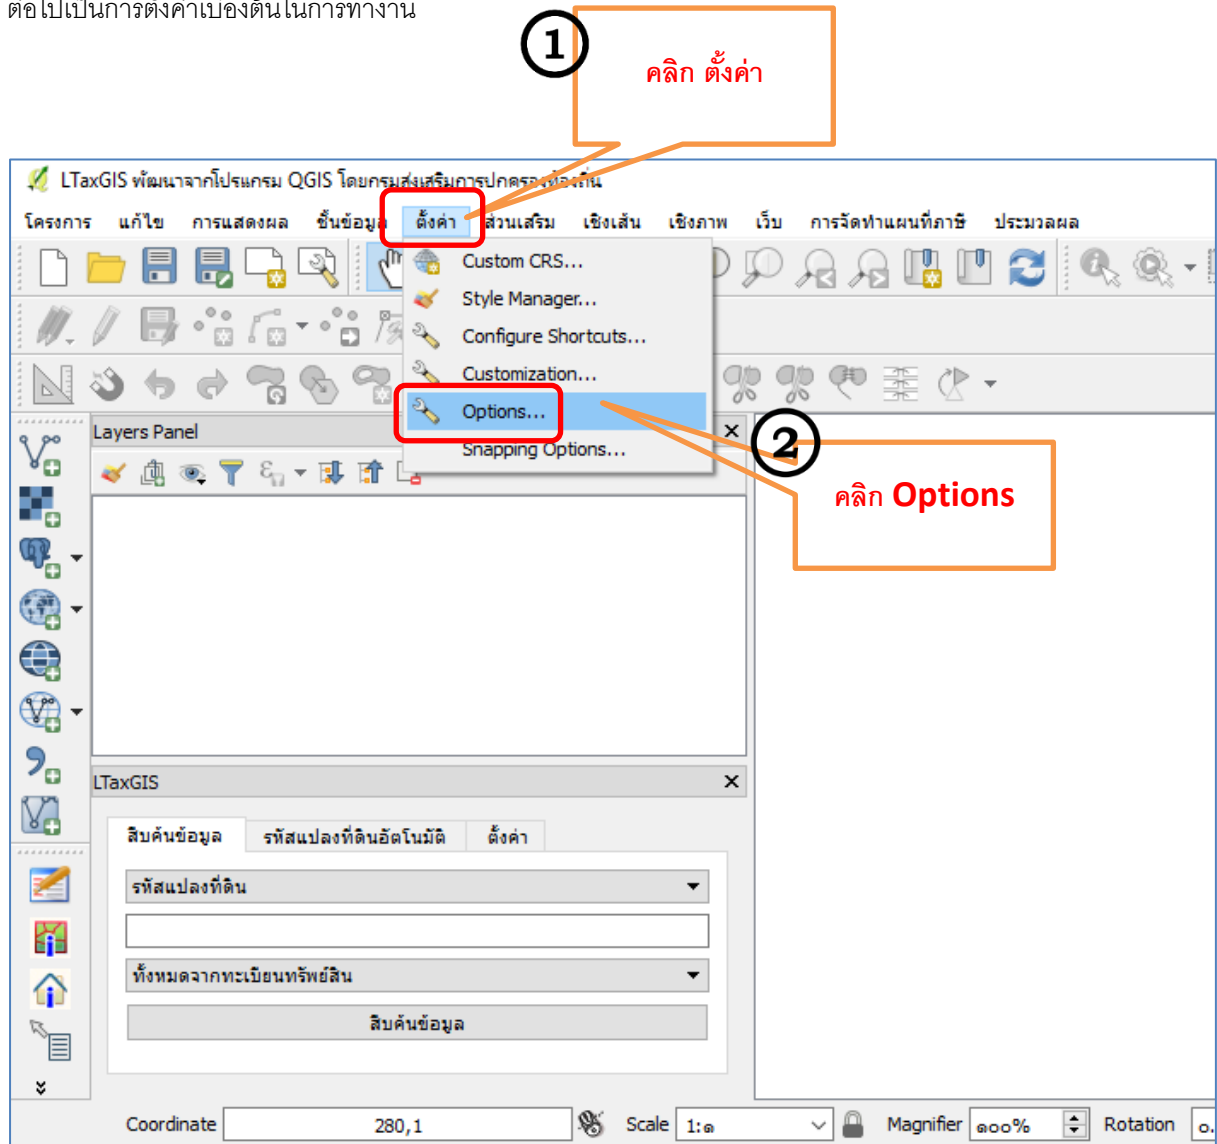 ต่อไปเป็นการตั้งค่าเบื้องต้นในการทำงาน
1
คลิก ตั้งค่า
LTaxGIS พัฒนาจากโปรแกรม QGIS โดยกรมส่งเสริมการปกครองท้องถิ่น
โครงการ แก้ไข การแสดงผล ชั้นข้อมูล ตั้งค่า ส่วนเสริม เชิงเส้น เชิงภาพ เว็บ การจัดทำแผนที่ภาษี ประมวลผล
Custom CRS...
Style Manager...
Configure Shortcuts...
Customization...
Options...
Snapping Options...
Layers Panel
2
คลิก Options
LTaxGIS
สืบค้นข้อมูล รหัสแปลงที่ดินอัตโนมัติ ตั้งค่า
รหัสแปลงที่ดิน
ทั้งหมดจากทะเบียนทรัพย์สิน
สืบค้นข้อมูล
Coordinate 280,1 Scale 1:๑ Magnifier ๑๐๐% Rotation ๐.